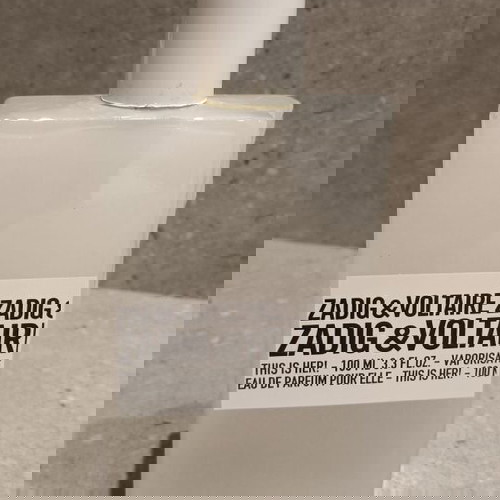 ZADIG&VOLTAIRE ZADIG&
ZADIG &VOLTAIR
THIS IS HER! - 100 ML 3.3 FL.OZ. - VAPORISA
EAU DE PARFUM POUR ELLE - THIS IS HER! -